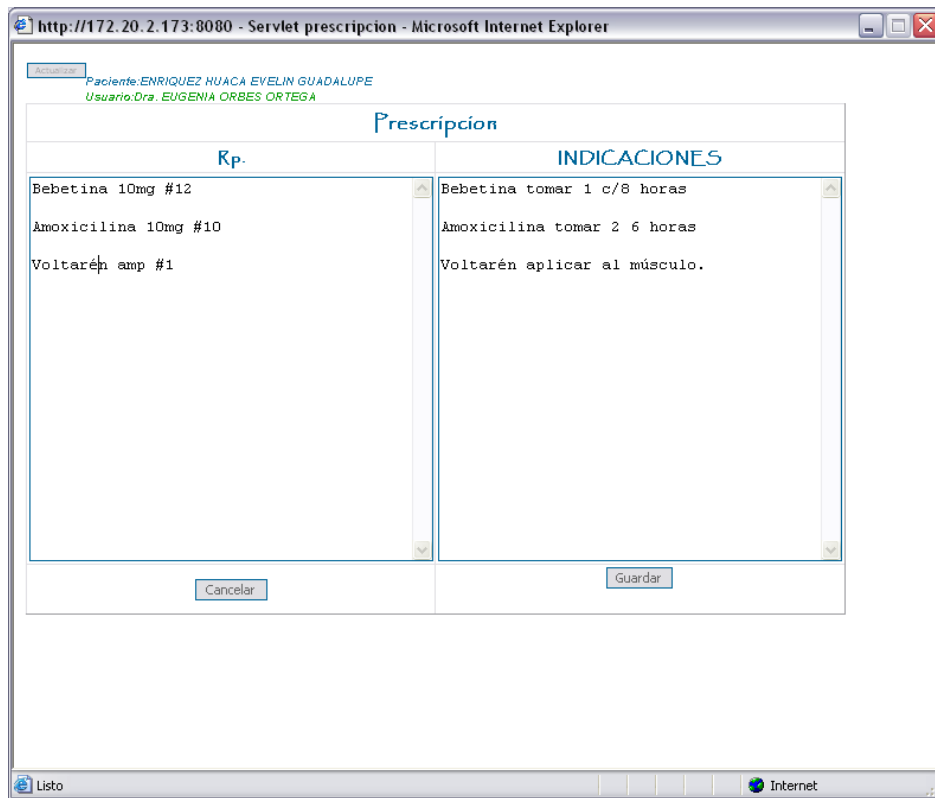 http://172.20.2.173:8080 - Servlet prescripcion - Microsoft Internet Explorer
Actualizar
Paciente:ENRIQUEZ HUACA EVELIN GUADALUPE
Usuario:Dra. EUGENIA ORBES ORTEGA
Prescripcion
Rp.
INDICACIONES
Bebetina 10mg #12
Amoxicilina 10mg #10
Voltarén amp #1
Bebetina tomar 1 c/8 horas
Amoxicilina tomar 2 6 horas
Voltarén aplicar al músculo.
Cancelar
Guardar
Listo
Internet